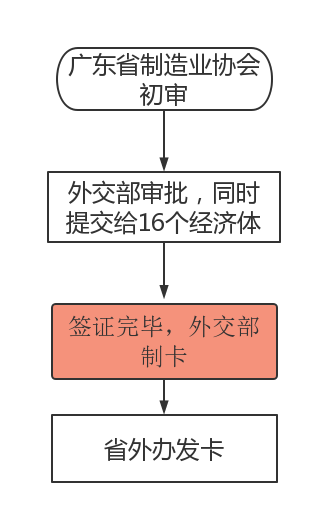 广东省制造业协会
初审
外交部审批，同时
提交给16个经济体
签证完毕，外交部
制卡
省外办发卡